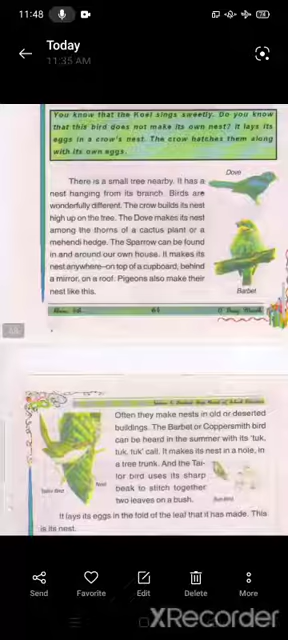 11:48
74
Today
11:35 AM
You know that the Koel sings sweetly. Do you know
that this bird does not make its own nest? It lays its
eggs in a crow's nest. The crow hatches them along
with its own eggs.
Dove
There is a small tree nearby. It has a
nest hanging from its branch. Birds are
wonderfully different. The crow builds its nest
high up on the tree. The Dove makes its nest
among the thorns of a cactus plant or a
mehendi hedge. The Sparrow can be found
in and around our own house. It makes its
nest anywhere–on top of a cupboard, behind
a mirror, on a roof. Pigeons also make their
nest like this.
Barbet
61
Often they make nests in old or deserted
buildings. The Barbet or Coppersmith bird
can be heard in the summer with its 'tuk,
tuk, tuk' call. It makes its nest in a hole, in
a tree trunk. And the Tai-
lor bird uses its sharp
beak to stitch together
two leaves on a bush.
Tailor Bird
Nest
Sun Bird
It lays its eggs in the fold of the leaf that it has made. This
is its nest.
Send
Favorite
Edit
Delete
More
XRecorder